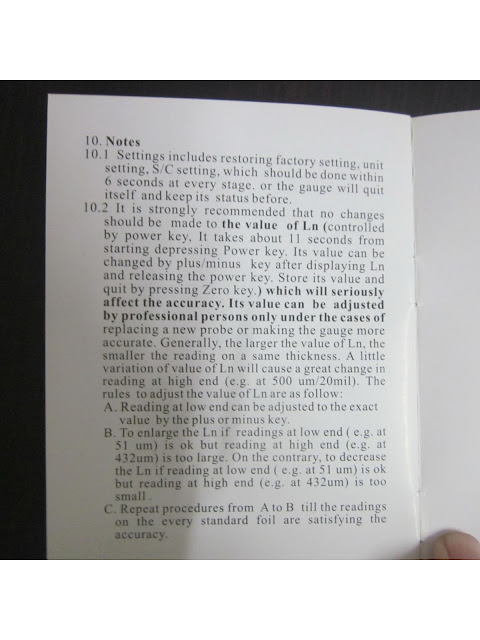 10. Notes
10.1 Settings includes restoring factory setting, unit
setting, S/C setting, which should be done within
6 seconds at every stage. or the gauge will quit
itself and keep its status before.
10.2 It is strongly recommended that no changes
should be made to the value of Ln (controlled
by power key, It takes about 11 seconds from
starting depressing Power key. Its value can be
changed by plus/minus key after displaying Ln
and releasing the power key. Store its value and
quit by pressing Zero key.) which will seriously
affect the accuracy. Its value can be adjusted
by professional persons only under the cases of
replacing a new probe or making the gauge more
accurate. Generally, the larger the value of Ln, the
smaller the reading on a same thickness. A little
variation of value of Ln will cause a great change in
reading at high end (e.g. at 500 um/20mil). The
rules to adjust the value of Ln are as follow:
A. Reading at low end can be adjusted to the exact
value by the plus or minus key.
B. To enlarge the Ln if readings at low end ( e.g. at
51 um) is ok but reading at high end (e.g. at
432um) is too large. On the contrary, to decrease
the Ln if reading at low end ( e.g. at 51 um) is ok
but reading at high end (e.g. at 432um) is too
small .
C. Repeat procedures from A to B till the readings
on the every standard foil are satisfying the
accuracy.